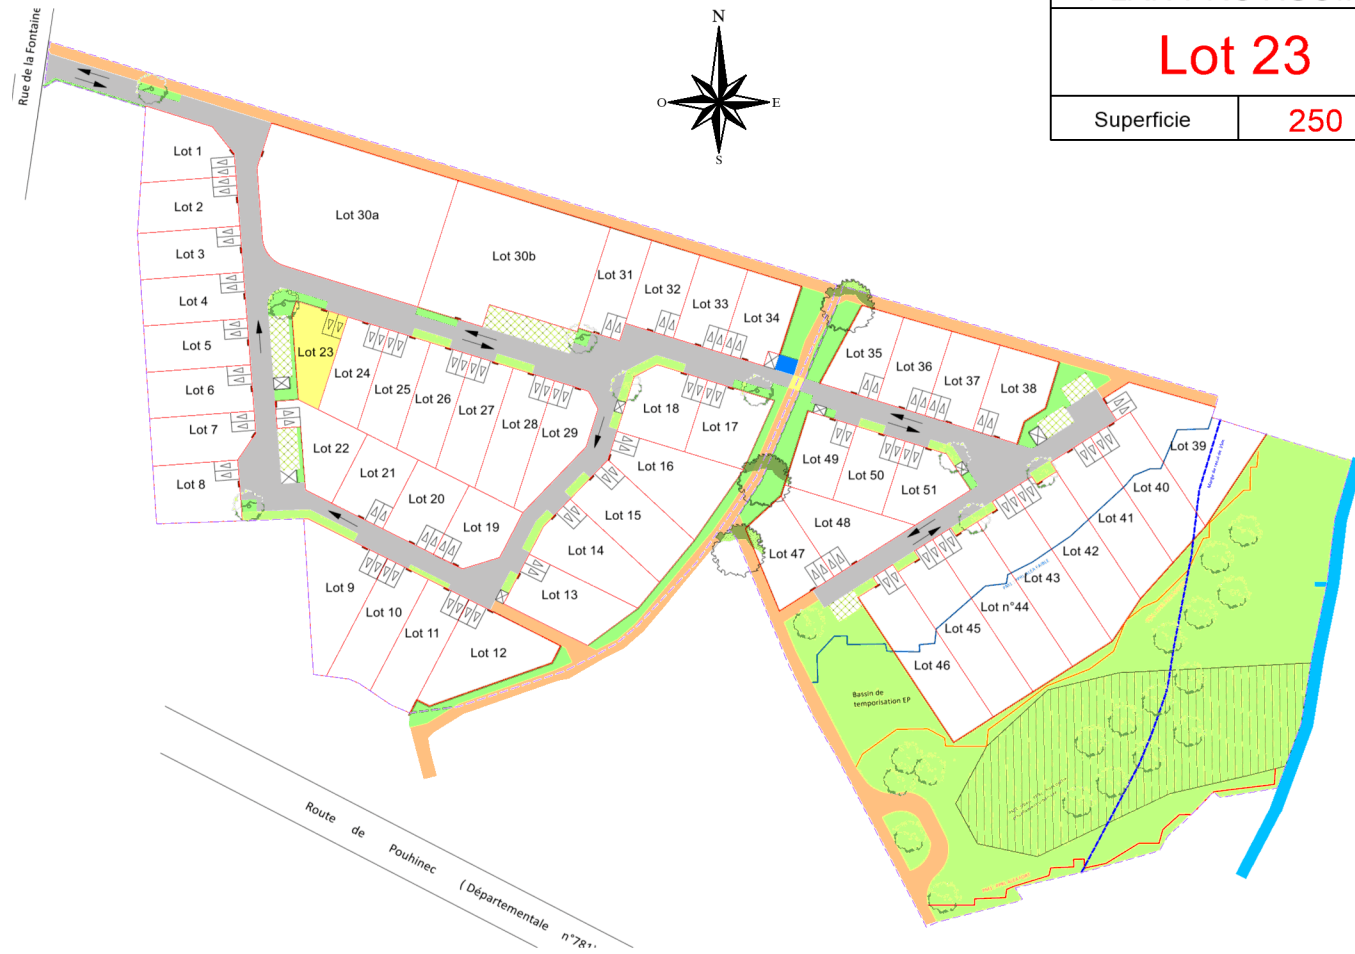 Lot 23
Superficie
250
Rue de la Fontaine
N
O
E
S
Lot 1
Lot 2
Lot 3
Lot 4
Lot 5
Lot 6
Lot 7
Lot 8
Lot 30a
Lot 30b
Lot 31
Lot 32
Lot 33
Lot 34
Lot 35
Lot 36
Lot 37
Lot 38
Lot 39
Lot 23
Lot 24
Lot 25
Lot 26
Lot 27
Lot 28
Lot 29
Lot 18
Lot 17
Lot 16
Lot 15
Lot 14
Lot 13
Lot 22
Lot 21
Lot 20
Lot 19
Lot 9
Lot 10
Lot 11
Lot 12
Lot 49
Lot 50
Lot 51
Lot 48
Lot 47
Lot 40
Lot 41
Lot 42
Lot 43
Lot n°44
Lot 45
Lot 46
Bassin de
temporisation EP
Route de Pouhinec (Départementale n°781)